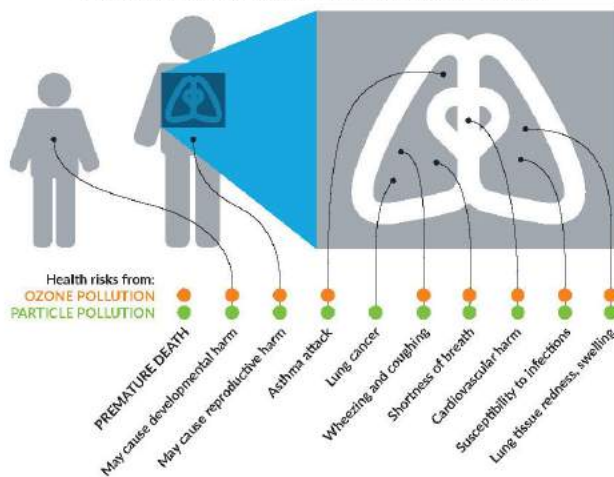 Health risks from:
OZONE POLLUTION
PARTICLE POLLUTION
PREMATURE DEATH
May cause developmental harm
May cause reproductive harm
Asthma attack
Lung cancer
Wheezing and coughing
Shortness of breath
Cardiovascular harm
Susceptibility to infections
Lung tissue redness, swelling